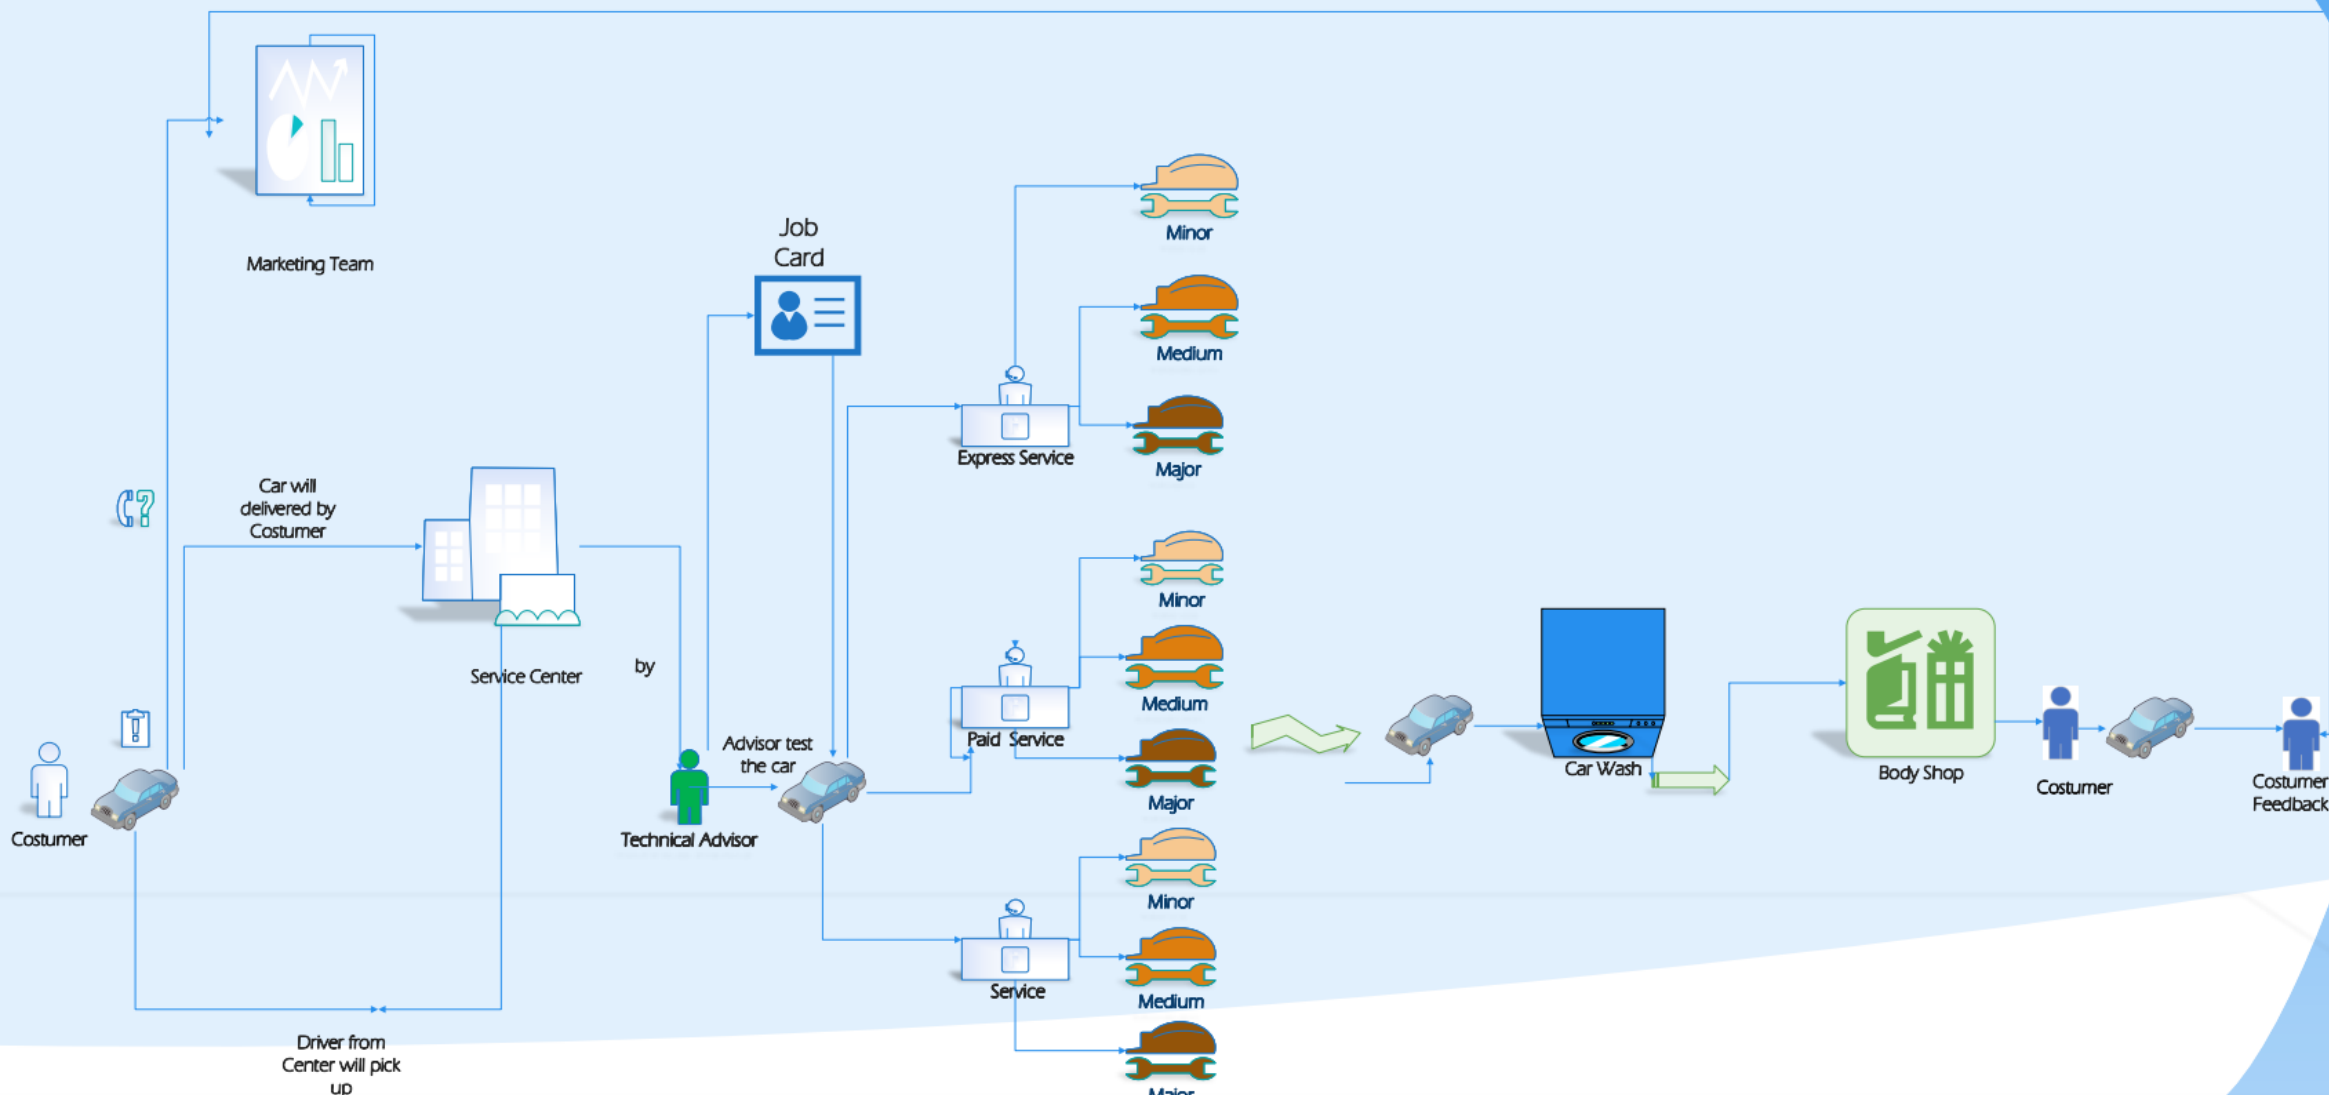 Marketing Team
Job
Card
Minor
Medium
Major
Express Service
Car will
delivered by
Costumer
Service Center
by
Minor
Medium
Major
Paid Service
Advisor test
the car
Technical Advisor
Costumer
Minor
Medium
Major
Service
Driver from
Center will pick
up
Car Wash
Body Shop
Costumer
Costumer
Feedback